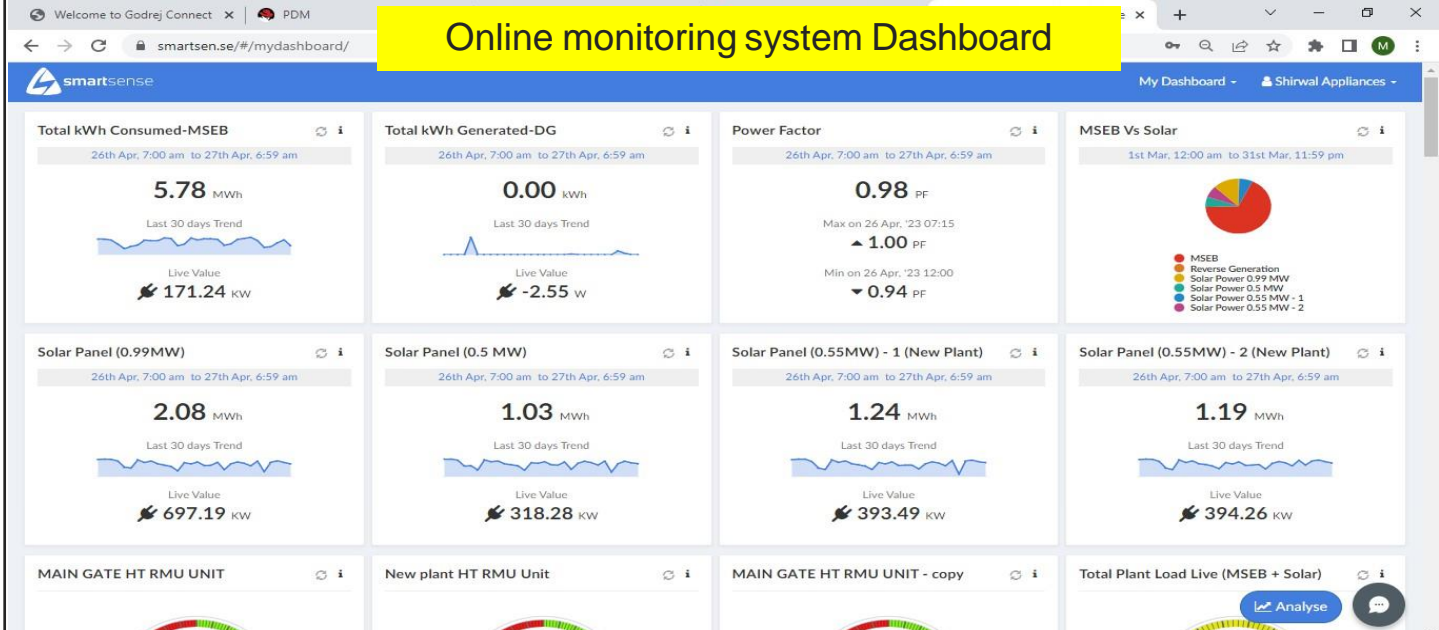 Welcome to Godrej Connect
PDM
Online monitoring system Dashboard
smartsen.se/#/mydashboard/
M
smartsense
My Dashboard
Shirwal Appliances
Total kWh Consumed-MSEB
26th Apr, 7:00 am to 27th Apr, 6:59 am
5.78 MWh
Last 30 days Trend
Live Value
171.24 KW
Total kWh Generated-DG
26th Apr, 7:00 am to 27th Apr, 6:59 am
0.00 kWh
Last 30 days Trend
Live Value
-2.55 W
Power Factor
26th Apr, 7:00 am to 27th Apr, 6:59 am
0.98 PF
Max on 26 Apr, '23 07:15
1.00 PF
Min on 26 Apr, '23 12:00
0.94 PF
MSEB Vs Solar
1st Mar, 12:00 am to 31st Mar, 11:59 pm
MSEB
Reverse Generation
Solar Power 0.99 MW
Solar Power 0.5 MW
Solar Power 0.55 MW - 1
Solar Power 0.55 MW - 2
Solar Panel (0.99MW)
26th Apr, 7:00 am to 27th Apr, 6:59 am
2.08 MWh
Last 30 days Trend
Live Value
697.19 KW
Solar Panel (0.5 MW)
26th Apr, 7:00 am to 27th Apr, 6:59 am
1.03 MWh
Last 30 days Trend
Live Value
318.28 KW
Solar Panel (0.55MW) - 1 (New Plant)
26th Apr, 7:00 am to 27th Apr, 6:59 am
1.24 MWh
Last 30 days Trend
Live Value
393.49 KW
Solar Panel (0.55MW) - 2 (New Plant)
26th Apr, 7:00 am to 27th Apr, 6:59 am
1.19 MWh
Last 30 days Trend
Live Value
394.26 KW
MAIN GATE HT RMU UNIT
New plant HT RMU Unit
MAIN GATE HT RMU UNIT - copy
Total Plant Load Live (MSEB + Solar)
Analyse